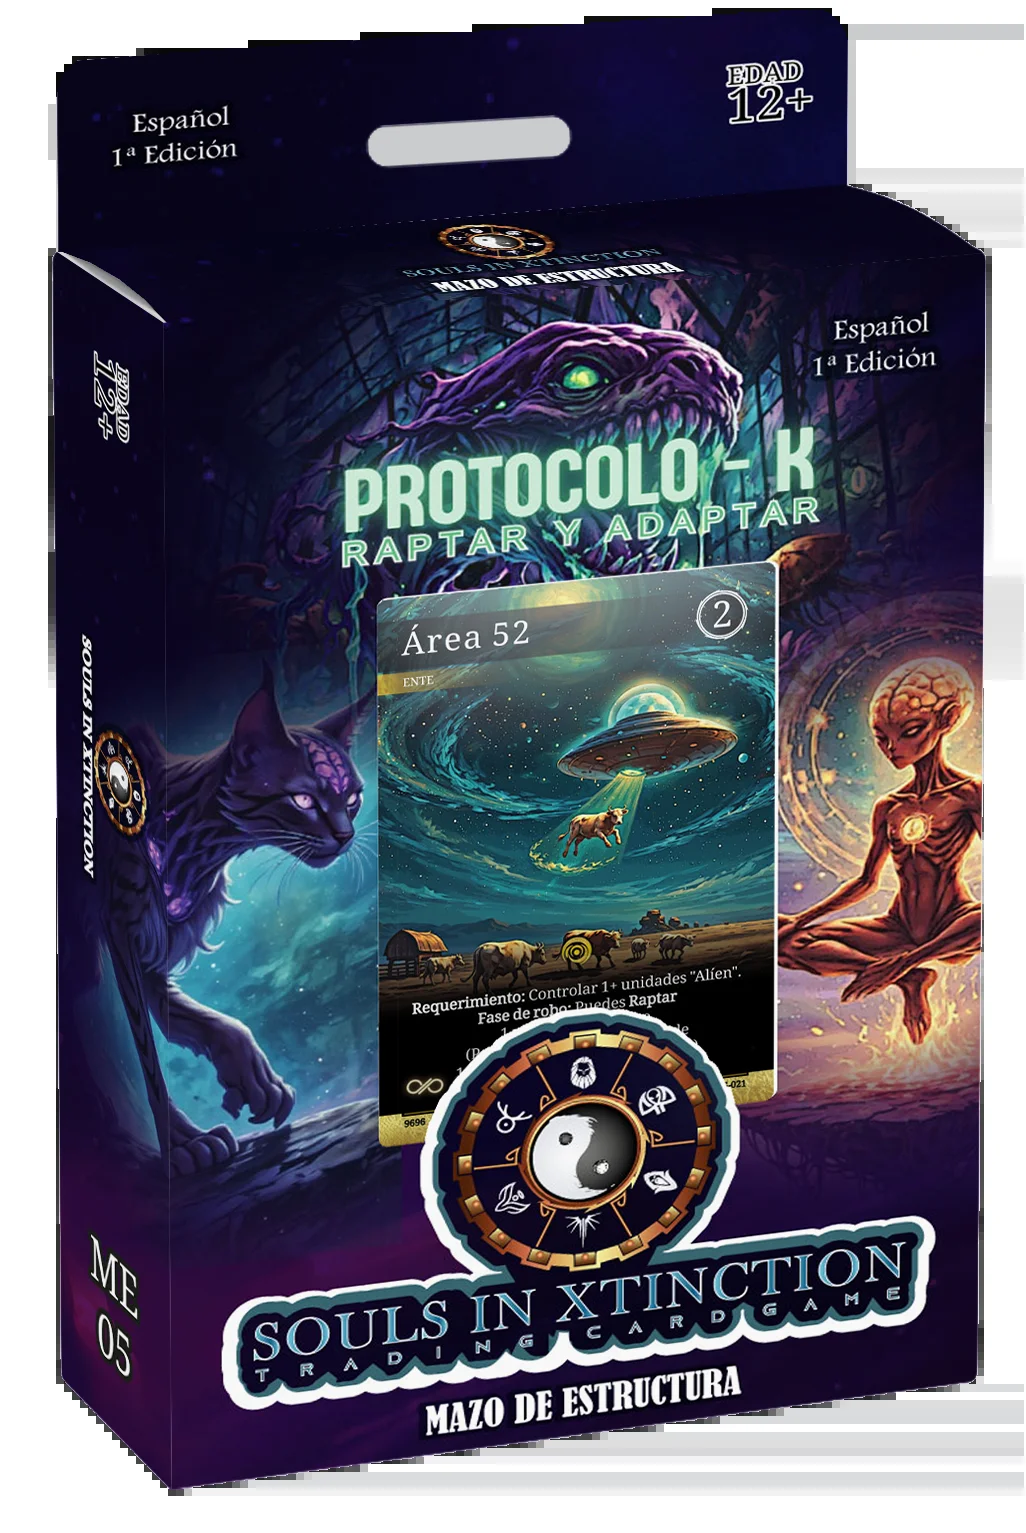 Español
1ª Edición
EDAD
12+
SOULS IN XTINCTION
MAZO DE ESTRUCTURA
Español
1ª Edición
EDAD
12+
PROTOCOLO - K
RAPTAR Y ADAPTAR
Área 52
2
ENTE
SOULS IN XTINCTION
Requerimiento: Controlar 1+ unidades "Alíen".
Fase de robo: Puedes Raptar
9696
-021
ME
05
SOULS IN XTINCTION
TRADING CARD GAME
MAZO DE ESTRUCTURA